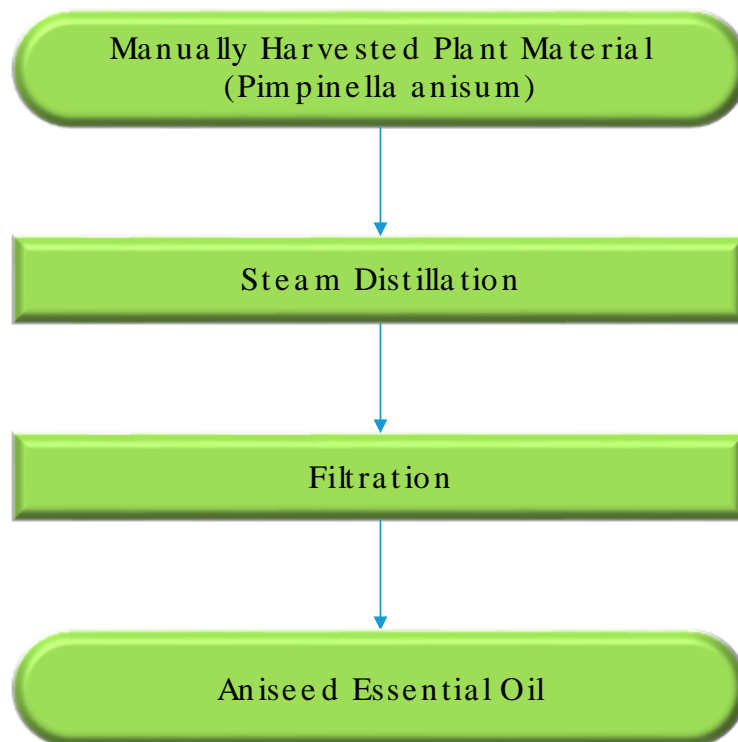 Manually Harvested Plant Material
(Pimpinella anisum)
Steam Distillation
Filtration
Aniseed Essential Oil